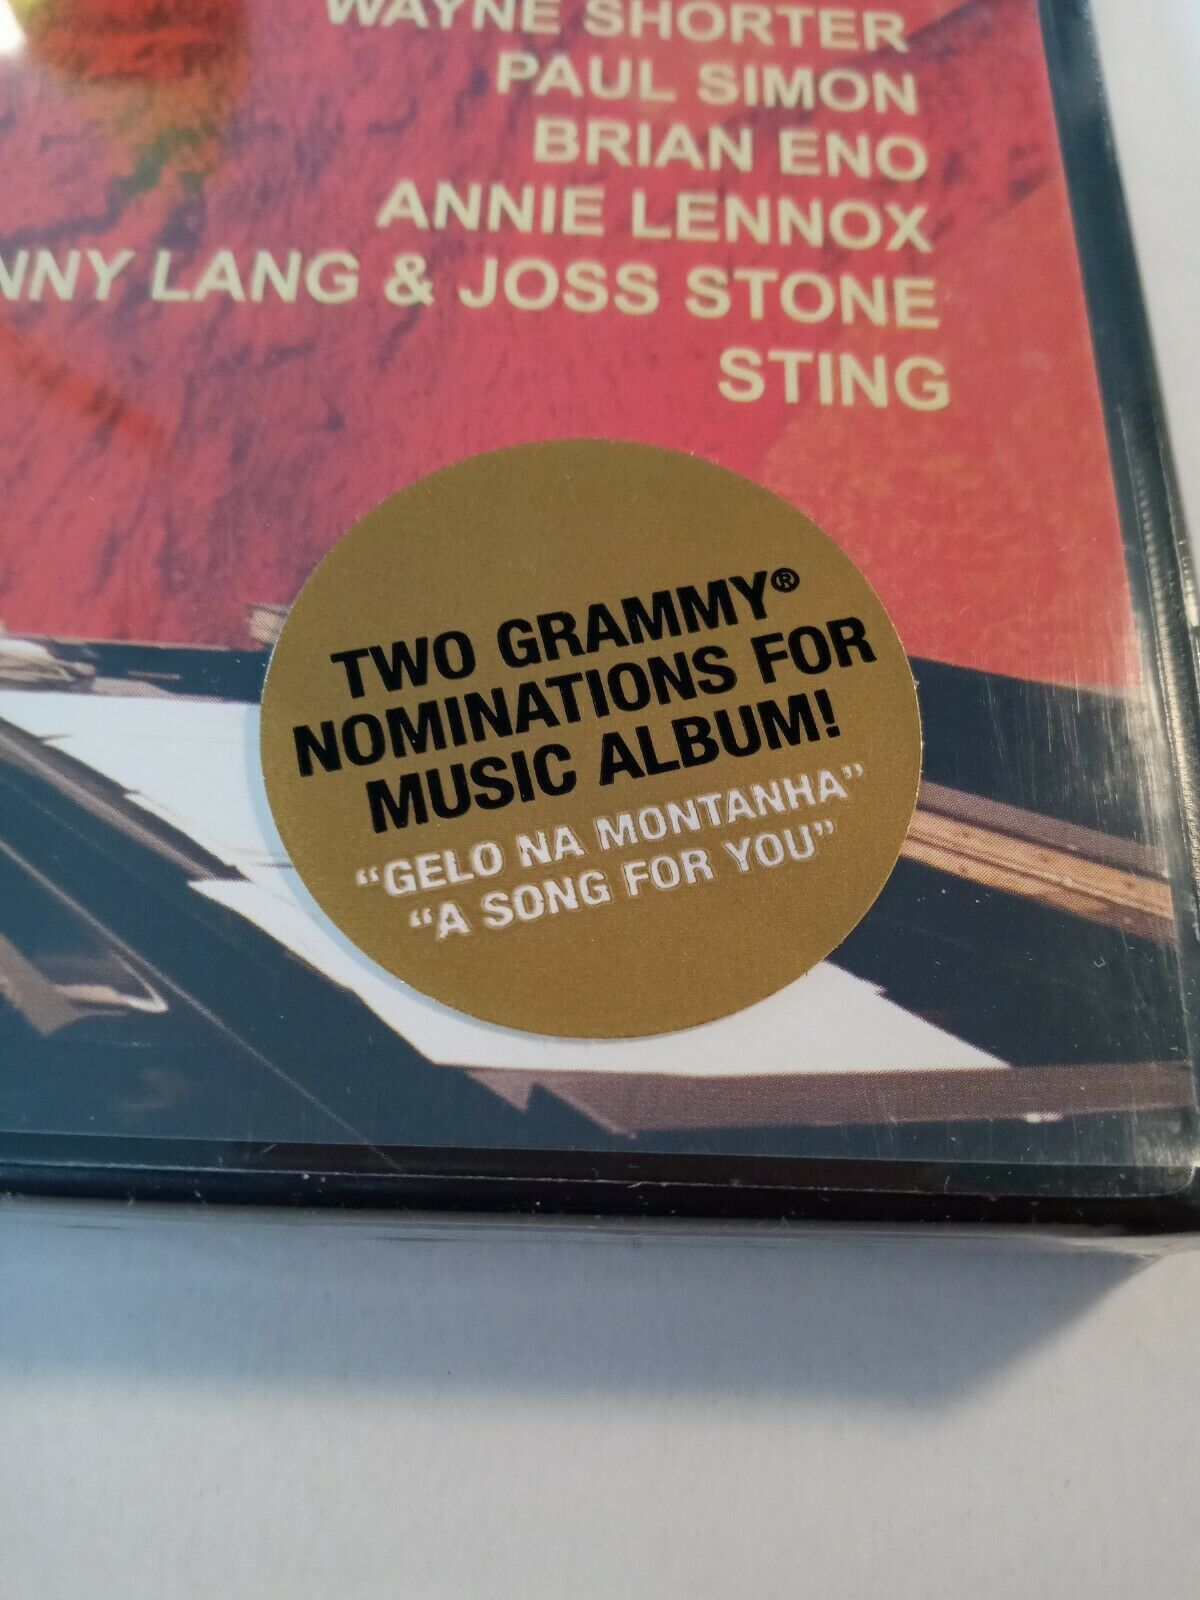 WAYNE SHORTER
PAUL SIMON
BRIAN ENO
ANNIE LENNOX
NNY LANG & JOSS STONE
STING
TWO GRAMMY®
NOMINATIONS FOR
MUSIC ALBUM!
“GELO NA MONTANHA”
“A SONG FOR YOU”